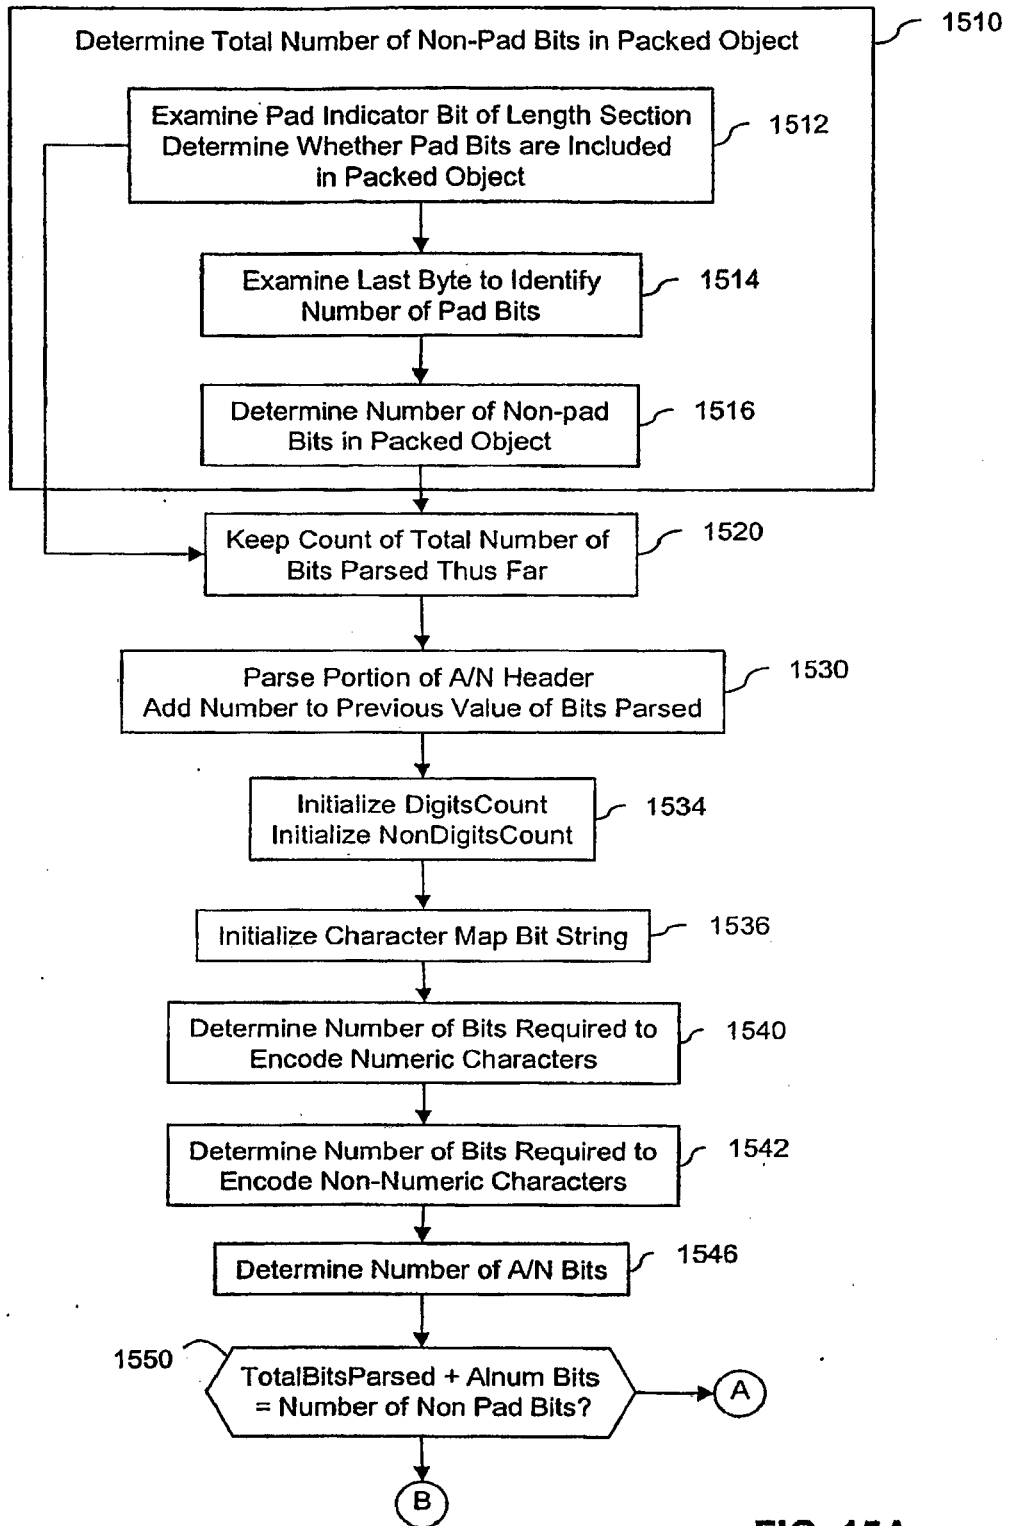 1510
Determine Total Number of Non-Pad Bits in Packed Object
Examine Pad Indicator Bit of Length Section
Determine Whether Pad Bits are Included
in Packed Object
1512
Examine Last Byte to Identify
Number of Pad Bits
1514
Determine Number of Non-pad
Bits in Packed Object
1516
Keep Count of Total Number of
Bits Parsed Thus Far
1520
Parse Portion of A/N Header
Add Number to Previous Value of Bits Parsed
1530
Initialize DigitsCount
Initialize NonDigitsCount
1534
Initialize Character Map Bit String
1536
Determine Number of Bits Required to
Encode Numeric Characters
1540
Determine Number of Bits Required to
Encode Non-Numeric Characters
1542
Determine Number of A/N Bits
1546
1550
TotalBitsParsed + Alnum Bits
= Number of Non Pad Bits?
A
B
FIG. 15A